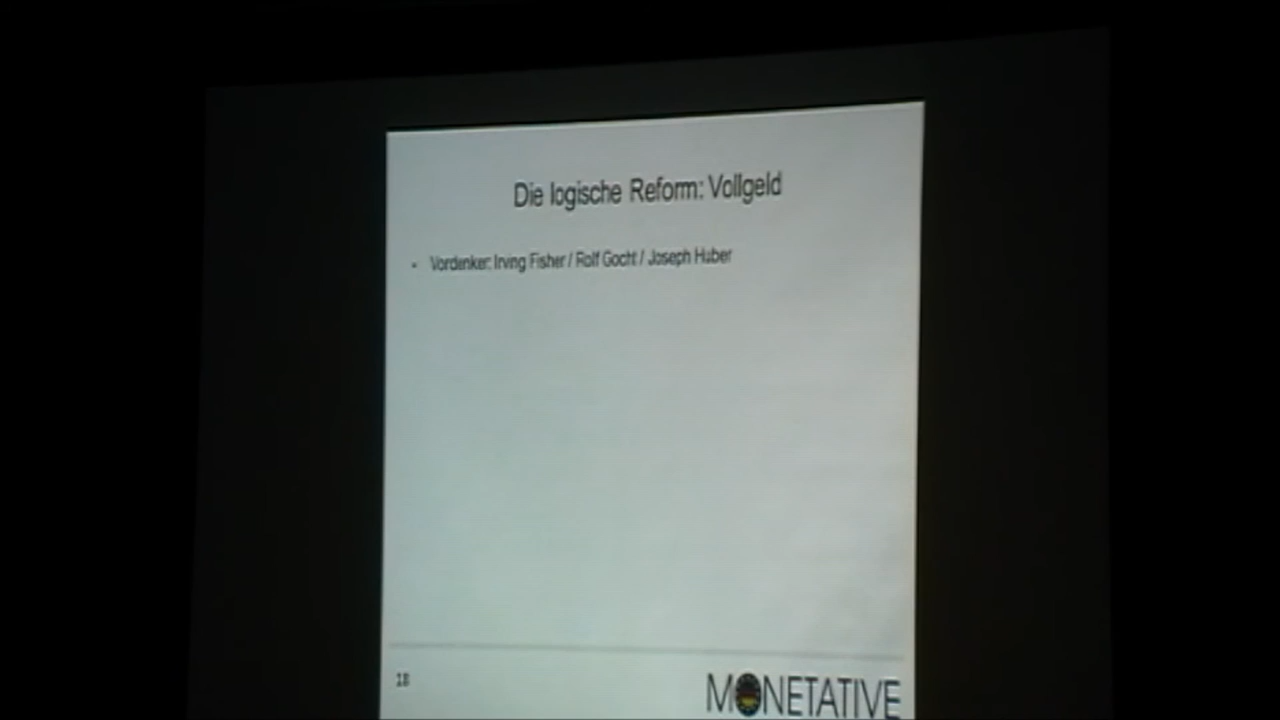 Die logische Reform: Vollgeld
• Vordenker: Irving Fisher / Rolf Gocht / Joseph Huber
18
MONETATIVE